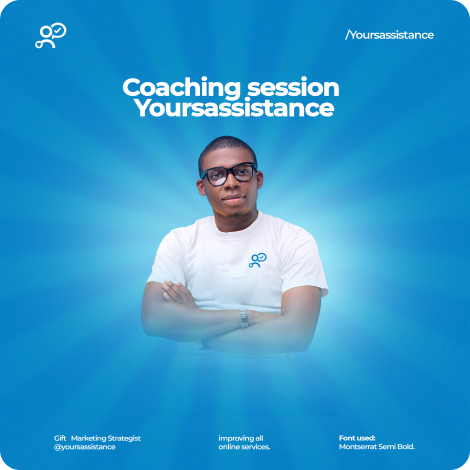 /Yoursassistance
Coaching session
Yoursassistance
Gift Marketing Strategist
@yoursassistance
improving all
online services.
Font used:
Montserrat Semi Bold.